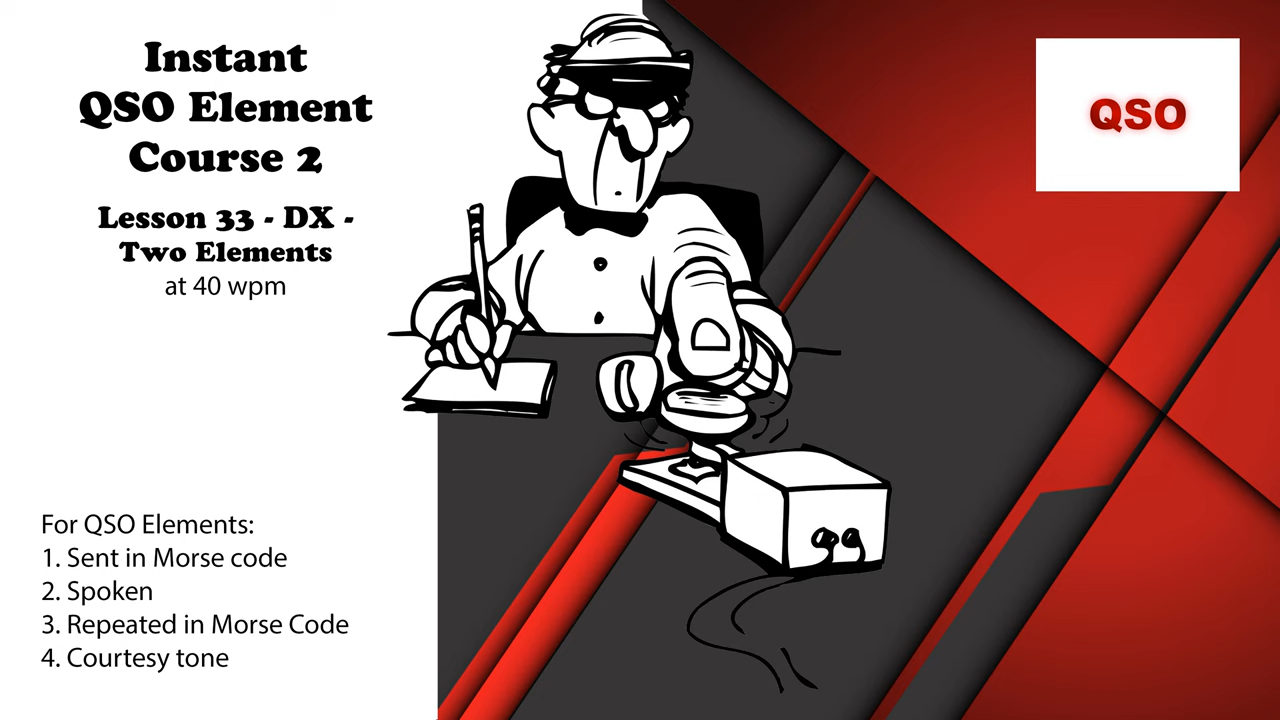 Instant
QSO Element
Course 2
Lesson 33 - DX -
Two Elements
at 40 wpm
QSO
For QSO Elements:
1. Sent in Morse code
2. Spoken
3. Repeated in Morse Code
4. Courtesy tone